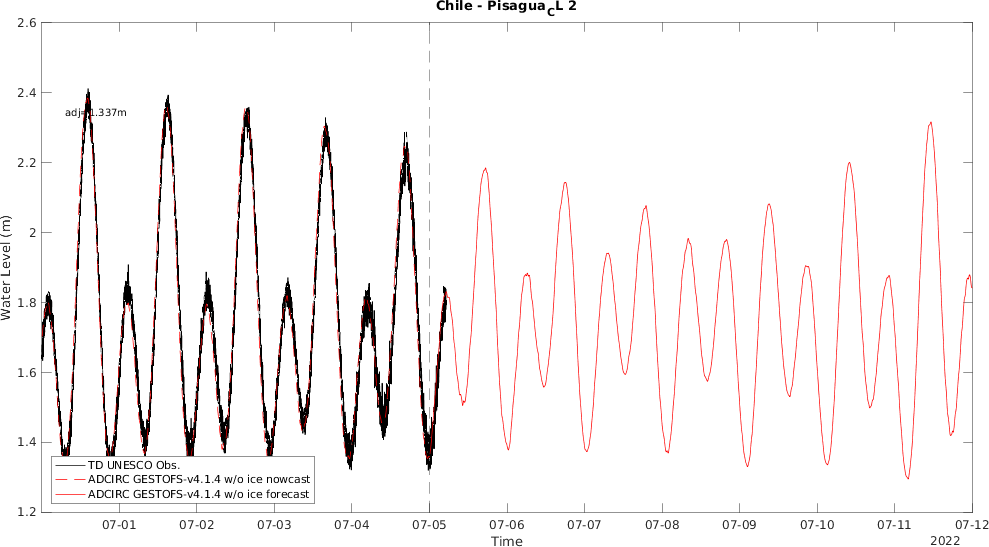 Chile - PisaguaCL 2
2.6
2.4
adj=1.337m
2.2
2
1.8
1.6
1.4
1.2
Water Level (m)
TD UNESCO Obs.
ADCIRC GESTOFS-v4.1.4 w/o ice nowcast
ADCIRC GESTOFS-v4.1.4 w/o ice forecast
07-01 07-02 07-03 07-04 07-05 07-06 07-07 07-08 07-09 07-10 07-11 07-12
Time
2022